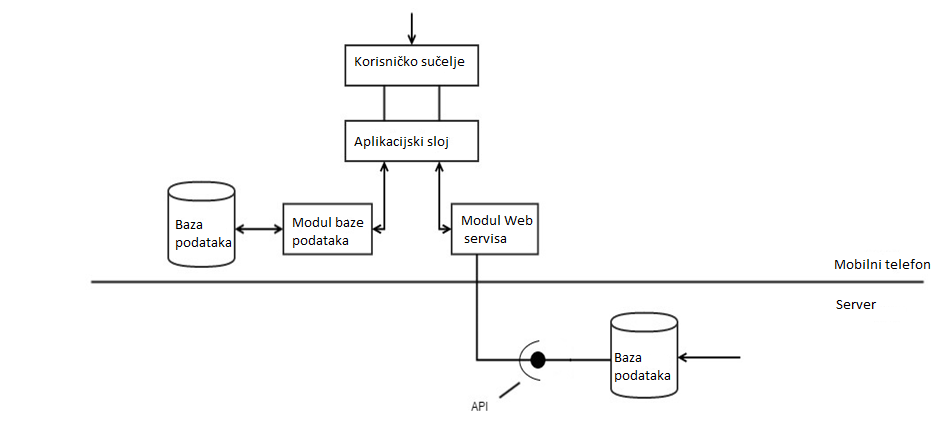 Korisničko sučelje
Aplikacijski sloj
Baza
podataka
Modul baze
podataka
Modul Web
servisa
Mobilni telefon
Server
Baza
podataka
API